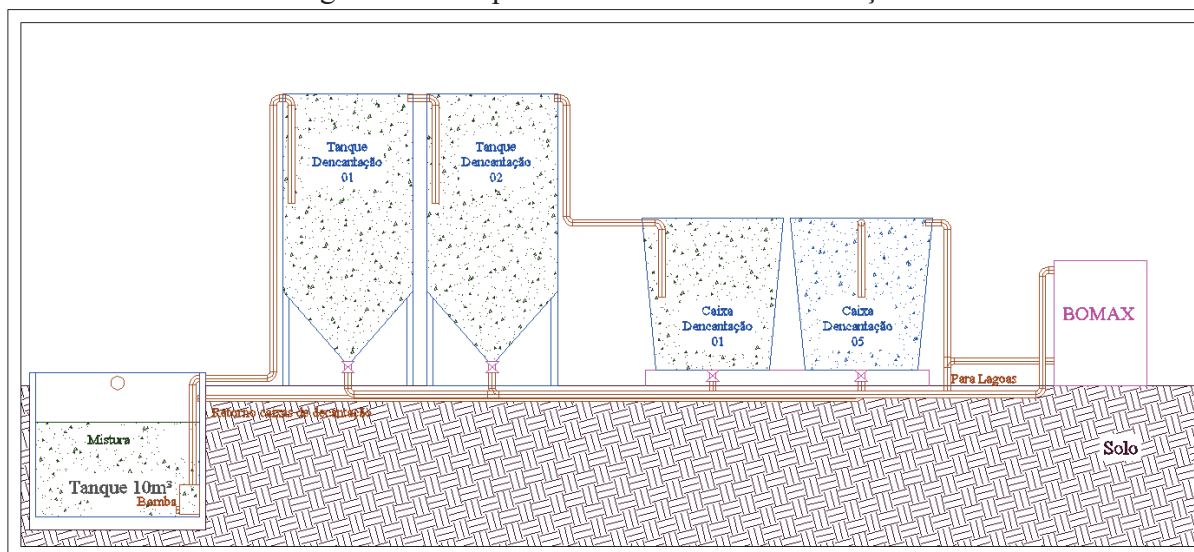 Tanque
Dencantação
01
Tanque
Dencantação
02
Caixa
Dencantação
01
Caixa
Dencantação
05
BOMAX
Para Lagoas
Retorno caixas de decantação
Mistura
Tanque 10m³
Bomba
Solo